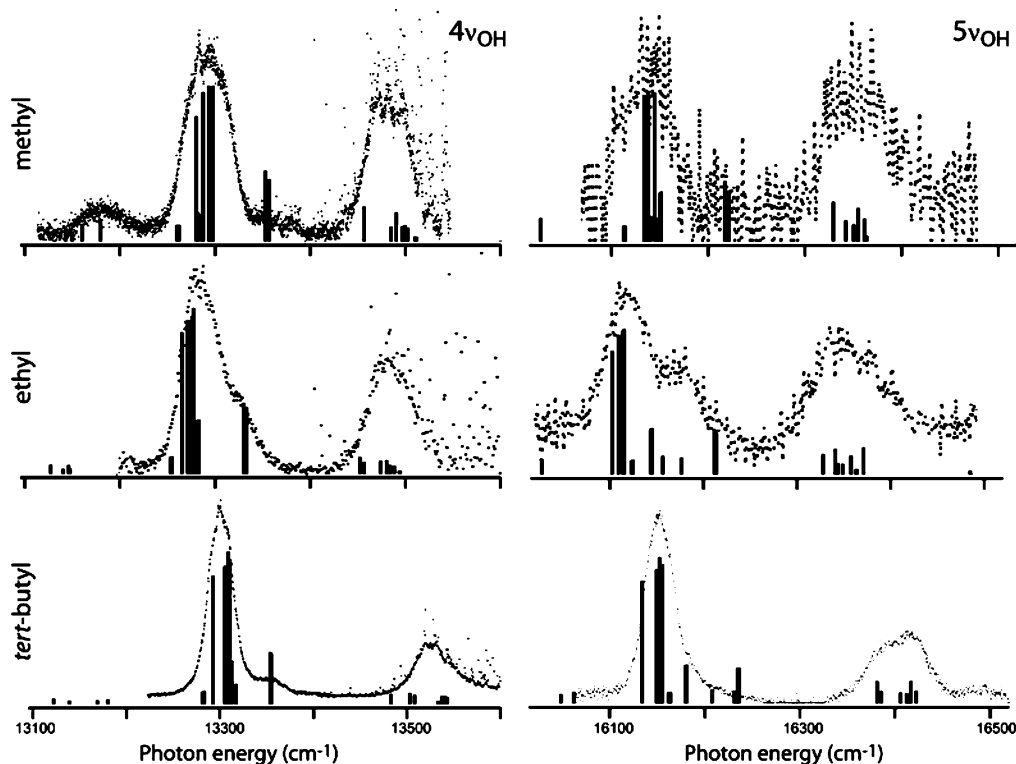 4νOH
5νOH
methyl
ethyl
tert-butyl
13100
13300
13500
16100
16300
16500
Photon energy (cm-1)
Photon energy (cm-1)